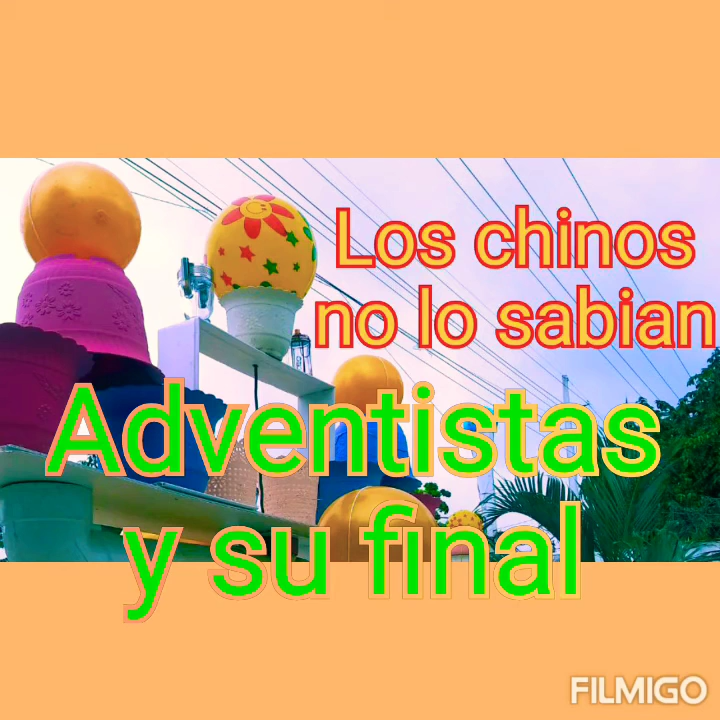 Los chinos
no lo sabian
Adventistas
y su final
FILMIGO